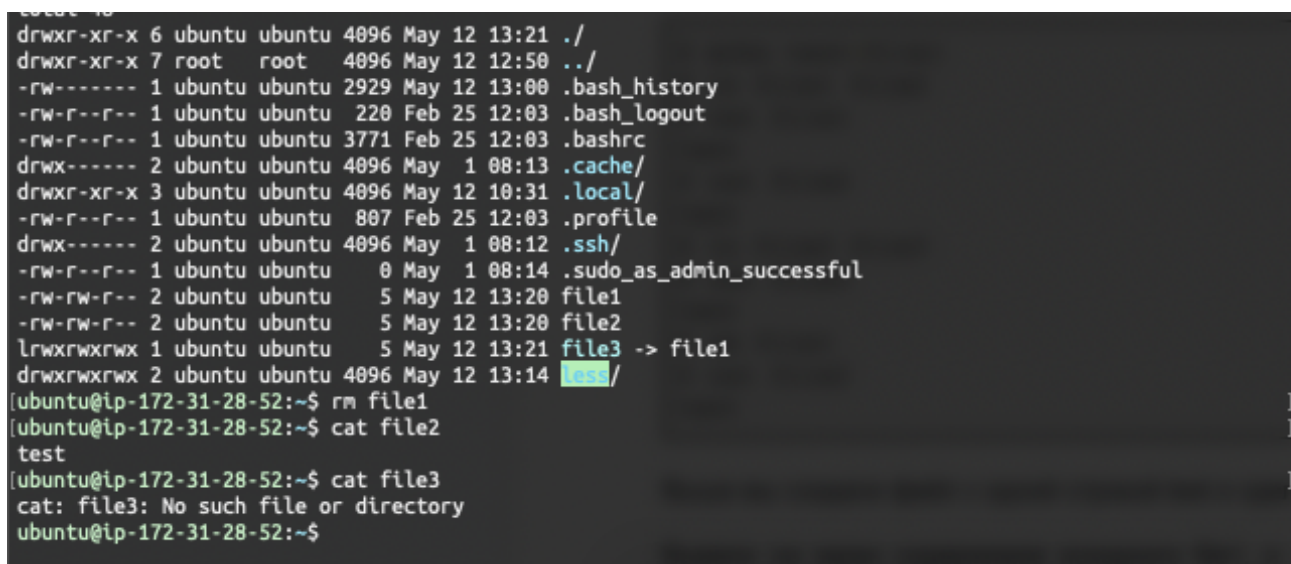 total 48
drwxr-xr-x 6 ubuntu ubuntu 4096 May 12 13:21 ./
drwxr-xr-x 7 root   root   4096 May 12 12:50 ../
-rw------- 1 ubuntu ubuntu 2929 May 12 13:00 .bash_history
-rw-r--r-- 1 ubuntu ubuntu  220 Feb 25 12:03 .bash_logout
-rw-r--r-- 1 ubuntu ubuntu 3771 Feb 25 12:03 .bashrc
drwx------ 2 ubuntu ubuntu 4096 May  1 08:13 .cache/
drwxr-xr-x 3 ubuntu ubuntu 4096 May 12 10:31 .local/
-rw-r--r-- 1 ubuntu ubuntu  807 Feb 25 12:03 .profile
drwx------ 2 ubuntu ubuntu 4096 May  1 08:12 .ssh/
-rw-r--r-- 1 ubuntu ubuntu    0 May  1 08:14 .sudo_as_admin_successful
-rw-rw-r-- 2 ubuntu ubuntu    5 May 12 13:20 file1
-rw-rw-r-- 2 ubuntu ubuntu    5 May 12 13:20 file2
lrwxrwxrwx 1 ubuntu ubuntu    5 May 12 13:21 file3 -> file1
drwxrwxrwx 2 ubuntu ubuntu 4096 May 12 13:14 less/
[ubuntu@ip-172-31-28-52:~$ rm file1 ]
[ubuntu@ip-172-31-28-52:~$ cat file2 ]
test
[ubuntu@ip-172-31-28-52:~$ cat file3 ]
cat: file3: No such file or directory
ubuntu@ip-172-31-28-52:~$